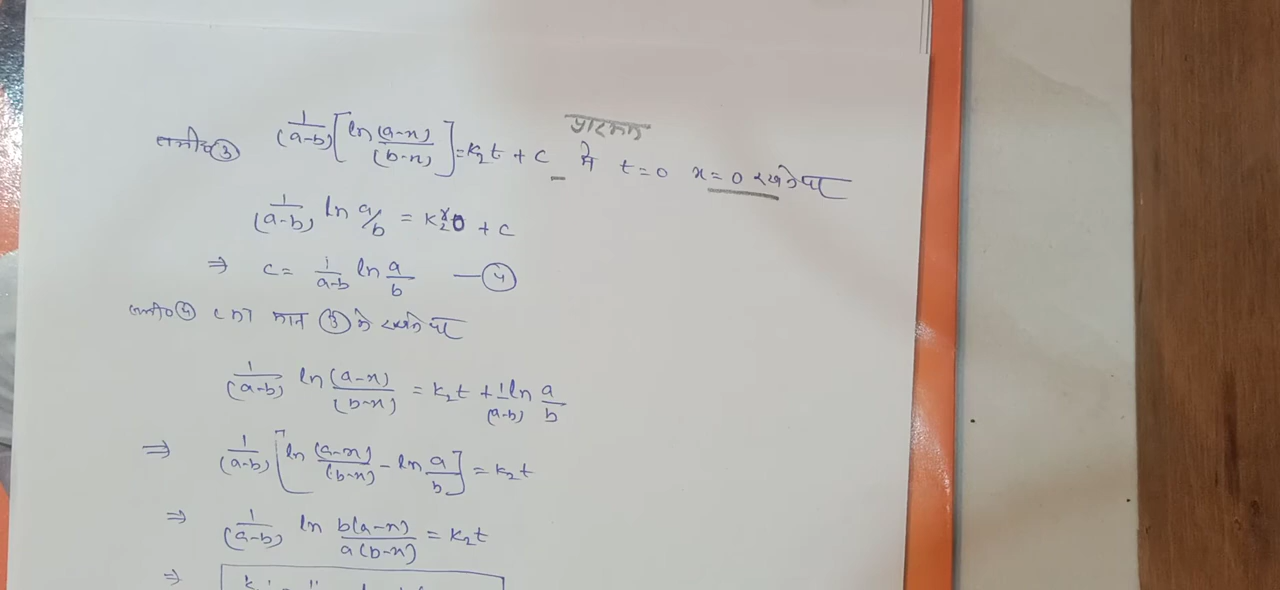 प्रारम्भ
समी० ③ 1/(a-b) [ln (a-x)/(b-x)] = k₂t + c में t=0 x=0 रखने पर
1/(a-b) ln a/b = k₂×0 + c
⇒ c = 1/(a-b) ln a/b —④
समी० ④ c का मान ③ में रखने पर
1/(a-b) ln (a-x)/(b-x) = k₂t + 1/(a-b) ln a/b
⇒ 1/(a-b) [ln (a-x)/(b-x) - ln a/b] = k₂t
⇒ 1/(a-b) ln b(a-x)/a(b-x) = k₂t
⇒